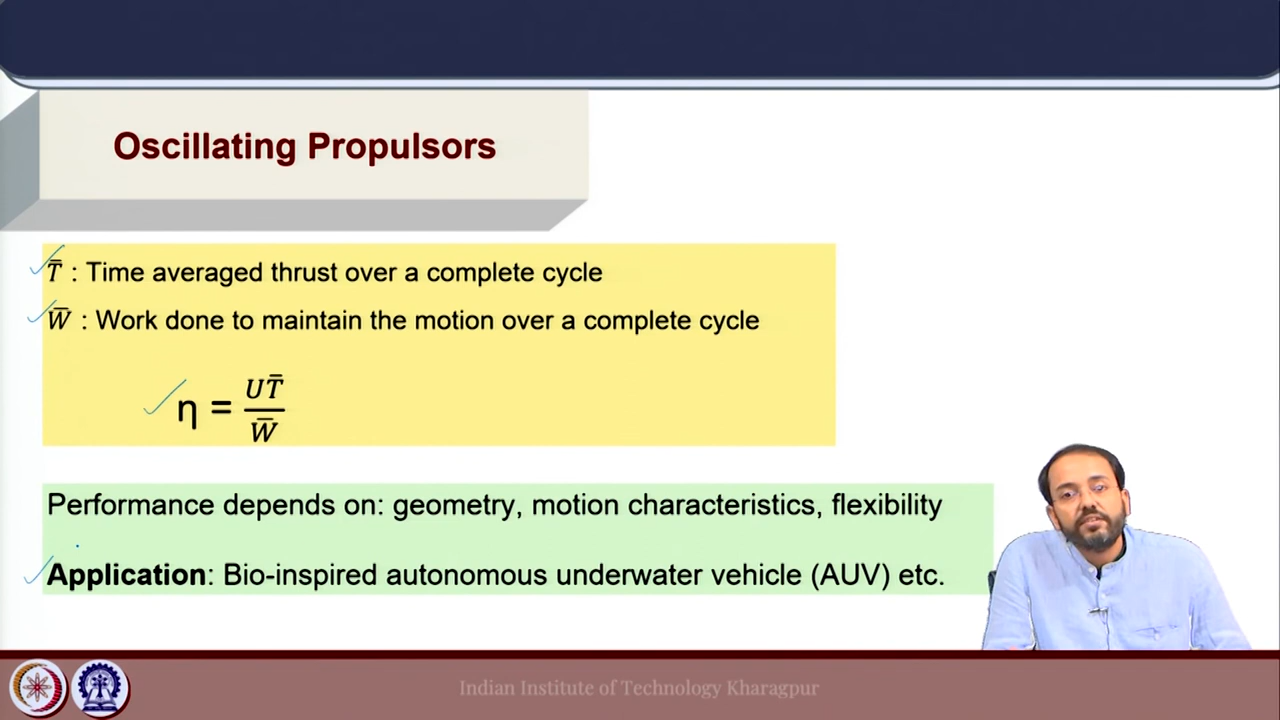 Oscillating Propulsors
T̄ : Time averaged thrust over a complete cycle
W̄ : Work done to maintain the motion over a complete cycle
η = UT̄ / W̄
Performance depends on: geometry, motion characteristics, flexibility
Application: Bio-inspired autonomous underwater vehicle (AUV) etc.
Indian Institute of Technology Kharagpur